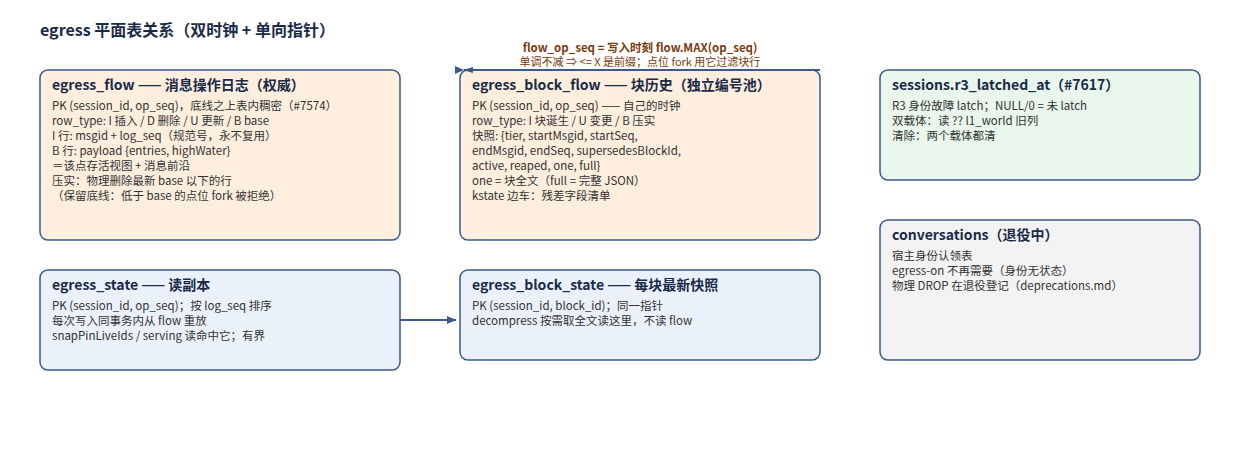 egress 平面表关系（双时钟 + 单向指针）
flow_op_seq = 写入时刻 flow.MAX(op_seq)
单调不减 ⇒ <= X 是前缀；点位 fork 用它过滤块行
egress_flow —— 消息操作日志（权威）
PK (session_id, op_seq)，底线之上表内稠密（#7574）
row_type: I 插入 / D 删除 / U 更新 / B base
I 行: msgid + log_seq（规范号，永不复用）
B 行: payload {entries, highWater}
＝该点存活视图 + 消息前沿
压实：物理删除最新 base 以下的行
（保留底线：低于 base 的点位 fork 被拒绝）
egress_block_flow —— 块历史（独立编号池）
PK (session_id, op_seq) —— 自己的时钟
row_type: I 块诞生 / U 变更 / B 压实
快照: {tier, startMsgid, startSeq,
endMsgid, endSeq, supersedesBlockId,
active, reaped, one, full}
one = 块全文（full = 完整 JSON）
kstate 边车：残差字段清单
sessions.r3_latched_at（#7617）
R3 身份故障 latch；NULL/0 = 未 latch
双载体：读 ?? l1_world 旧列
清除：两个载体都清
conversations（退役中）
宿主身份认领表
egress-on 不再需要（身份无状态）
物理 DROP 在退役登记（deprecations.md）
egress_state —— 读副本
PK (session_id, op_seq)；按 log_seq 排序
每次写入同事务内从 flow 重放
snapPinLiveIds / serving 读命中它；有界
egress_block_state —— 每块最新快照
PK (session_id, block_id)；同一指针
decompress 按需取全文读这里，不读 flow